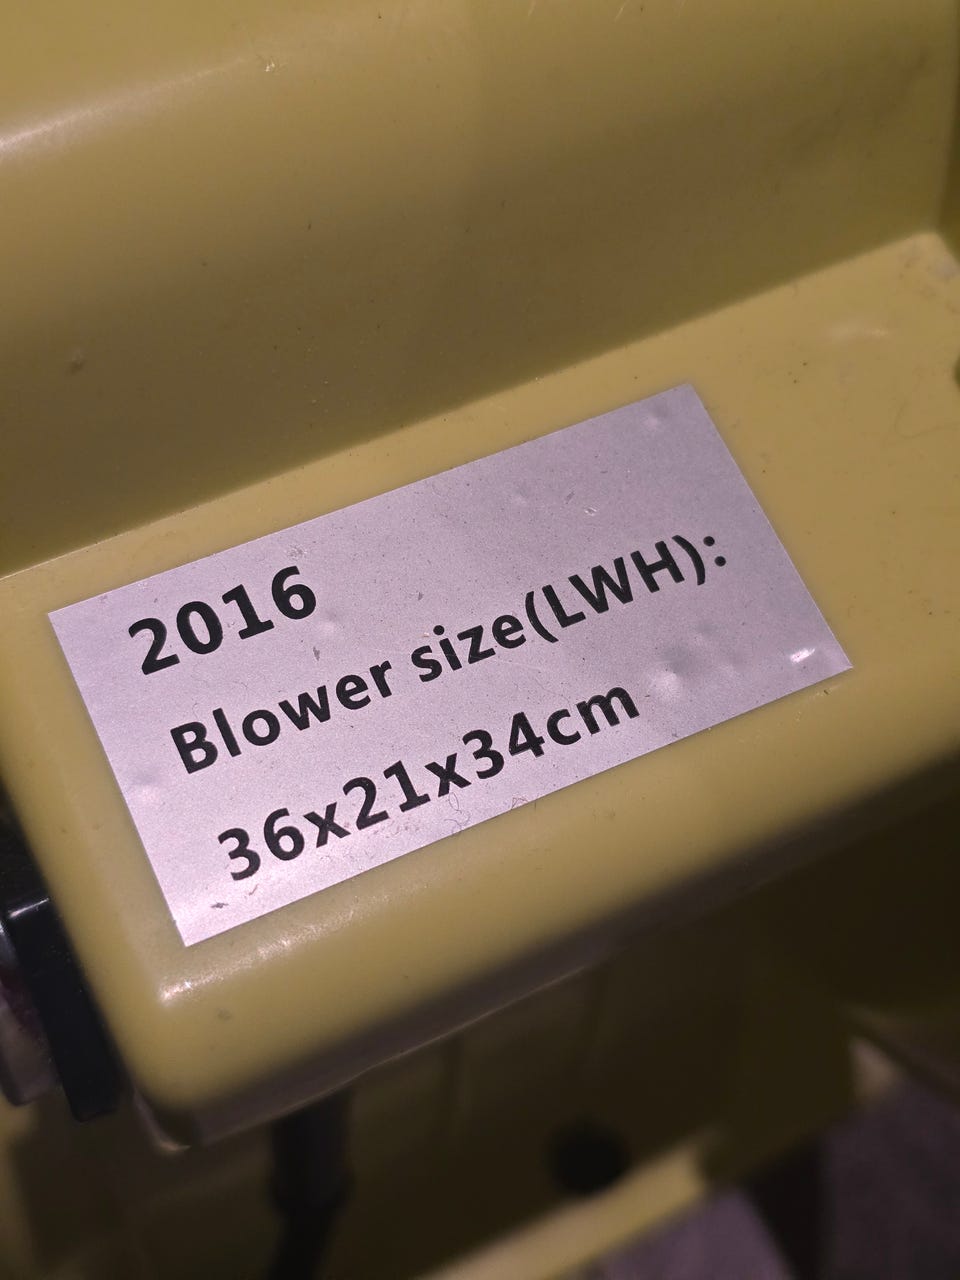 2016
Blower size(LWH):
36x21x34cm